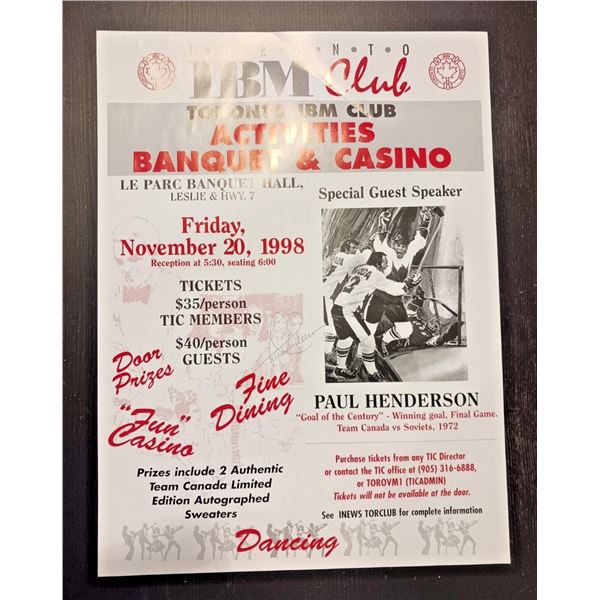 T•O•R•O•N•T•O
IBM Club
TORONTO IBM CLUB
ACTIVITIES
BANQUET & CASINO
LE PARC BANQUET HALL,
LESLIE & HWY. 7
Friday,
November 20, 1998
Reception at 5:30, seating 6:00
TICKETS
$35/person
TIC MEMBERS
$40/person
GUESTS
Door
Prizes
Fine
Dining
"Fun"
Casino
Prizes include 2 Authentic
Team Canada Limited
Edition Autographed
Sweaters
Special Guest Speaker
PAUL HENDERSON
"Goal of the Century" - Winning goal, Final Game.
Team Canada vs Soviets, 1972
Purchase tickets from any TIC Director
or contact the TIC office at (905) 316-6888,
or TOROVM1 (TICADMIN)
Tickets will not be available at the door.
See INEWS TORCLUB for complete information
Dancing